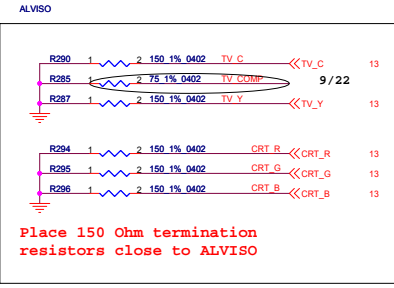 ALVISO
R290 1 2 150 1% 0402 TV_C TV_C 13
R285 1 2 75 1% 0402 TV COMP 9/22
R287 1 2 150 1% 0402 TV_Y TV_Y 13
R294 1 2 150 1% 0402 CRT_R CRT_R 13
R295 1 2 150 1% 0402 CRT_G CRT_G 13
R296 1 2 150 1% 0402 CRT_B CRT_B 13
Place 150 Ohm termination
resistors close to ALVISO